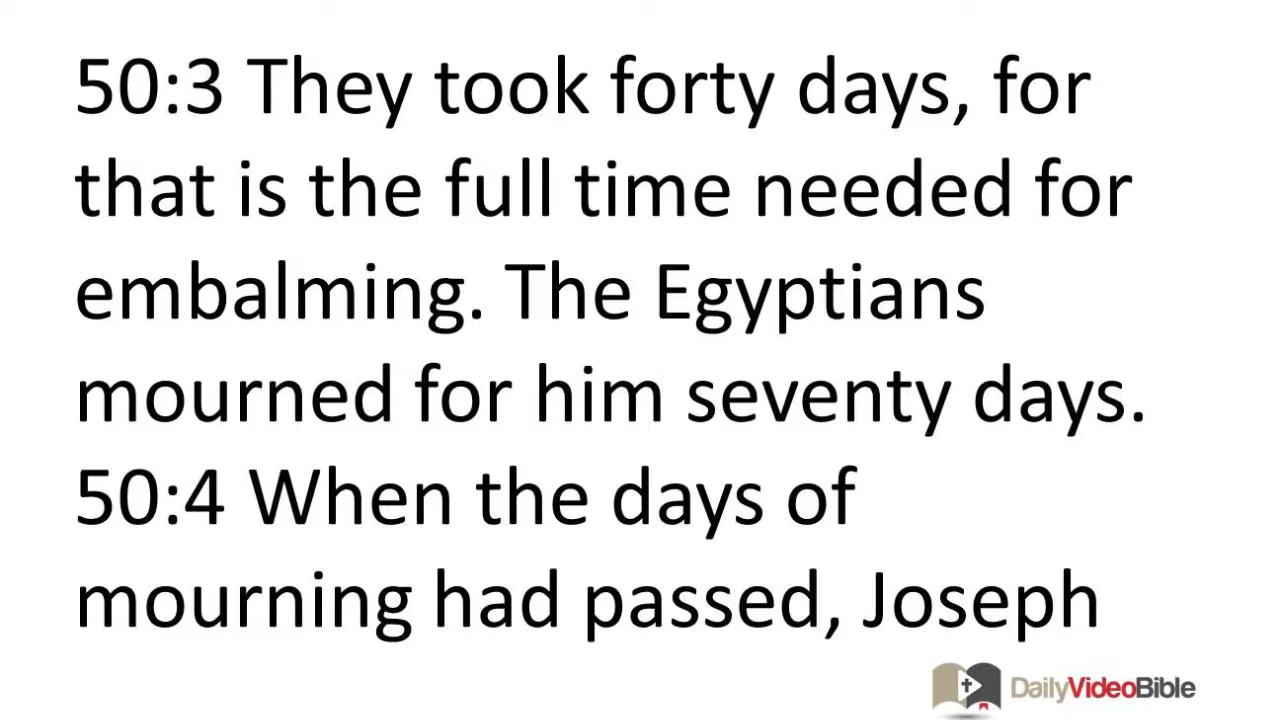 50:3 They took forty days, for
that is the full time needed for
embalming. The Egyptians
mourned for him seventy days.
50:4 When the days of
mourning had passed, Joseph
DailyVideoBible